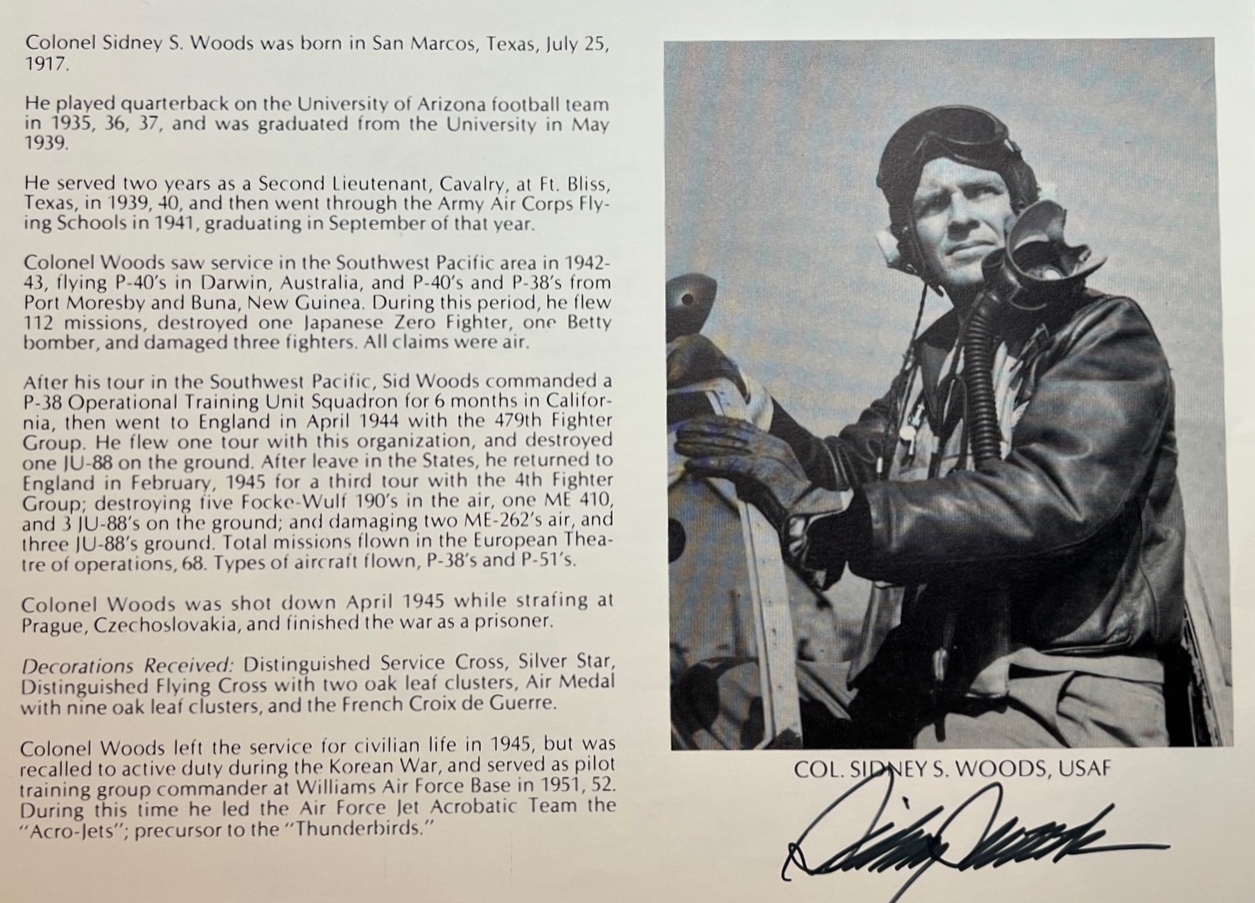 Colonel Sidney S. Woods was born in San Marcos, Texas, July 25,
1917.
He played quarterback on the University of Arizona football team
in 1935, 36, 37, and was graduated from the University in May
1939.
He served two years as a Second Lieutenant, Cavalry, at Ft. Bliss,
Texas, in 1939, 40, and then went through the Army Air Corps Fly-
ing Schools in 1941, graduating in September of that year.
Colonel Woods saw service in the Southwest Pacific area in 1942-
43, flying P-40's in Darwin, Australia, and P-40's and P-38's from
Port Moresby and Buna, New Guinea. During this period, he flew
112 missions, destroyed one Japanese Zero Fighter, one Betty
bomber, and damaged three fighters. All claims were air.
After his tour in the Southwest Pacific, Sid Woods commanded a
P-38 Operational Training Unit Squadron for 6 months in Califor-
nia, then went to England in April 1944 with the 479th Fighter
Group. He flew one tour with this organization, and destroyed
one JU-88 on the ground. After leave in the States, he returned to
England in February, 1945 for a third tour with the 4th Fighter
Group; destroying five Focke-Wulf 190's in the air, one ME 410,
and 3 JU-88's on the ground; and damaging two ME-262's air, and
three JU-88's ground. Total missions flown in the European Thea-
tre of operations, 68. Types of aircraft flown, P-38's and P-51's.
Colonel Woods was shot down April 1945 while strafing at
Prague, Czechoslovakia, and finished the war as a prisoner.
Decorations Received: Distinguished Service Cross, Silver Star,
Distinguished Flying Cross with two oak leaf clusters, Air Medal
with nine oak leaf clusters, and the French Croix de Guerre.
Colonel Woods left the service for civilian life in 1945, but was
recalled to active duty during the Korean War, and served as pilot
training group commander at Williams Air Force Base in 1951, 52.
During this time he led the Air Force Jet Acrobatic Team the
"Acro-Jets"; precursor to the "Thunderbirds."
COL. SIDNEY S. WOODS, USAF
Sidney S Woods